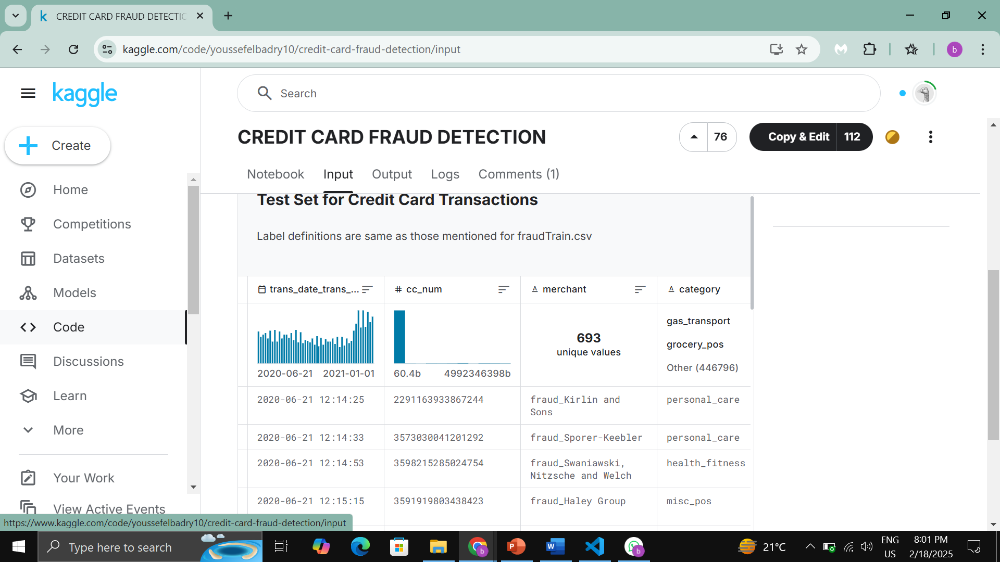 CREDIT CARD FRAUD DETECTIO
kaggle.com/code/youssefelbadry10/credit-card-fraud-detection/input
b
kaggle
Search
Create
CREDIT CARD FRAUD DETECTION
76
Copy & Edit
112
Notebook
Input
Output
Logs
Comments (1)
Home
Competitions
Datasets
Models
Code
Discussions
Learn
More
Your Work
View Active Events
Test Set for Credit Card Transactions
Label definitions are same as those mentioned for fraudTrain.csv
trans_date_trans_... # cc_num A merchant A category
693
unique values
gas_transport
grocery_pos
Other (446796)
2020-06-21 2021-01-01 60.4b 4992346398b
2020-06-21 12:14:25 2291163933867244 fraud_Kirlin and
Sons
personal_care
2020-06-21 12:14:33 3573030041201292 fraud_Sporer-Keebler personal_care
2020-06-21 12:14:53 3598215285024754 fraud_Swaniawski,
Nitzsche and Welch
health_fitness
2020-06-21 12:15:15 3591919803438423 fraud_Haley Group misc_pos
https://www.kaggle.com/code/youssefelbadry10/credit-card-fraud-detection/input
Type here to search
b
P
W
b
21°C
ENG
US
8:01 PM
2/18/2025